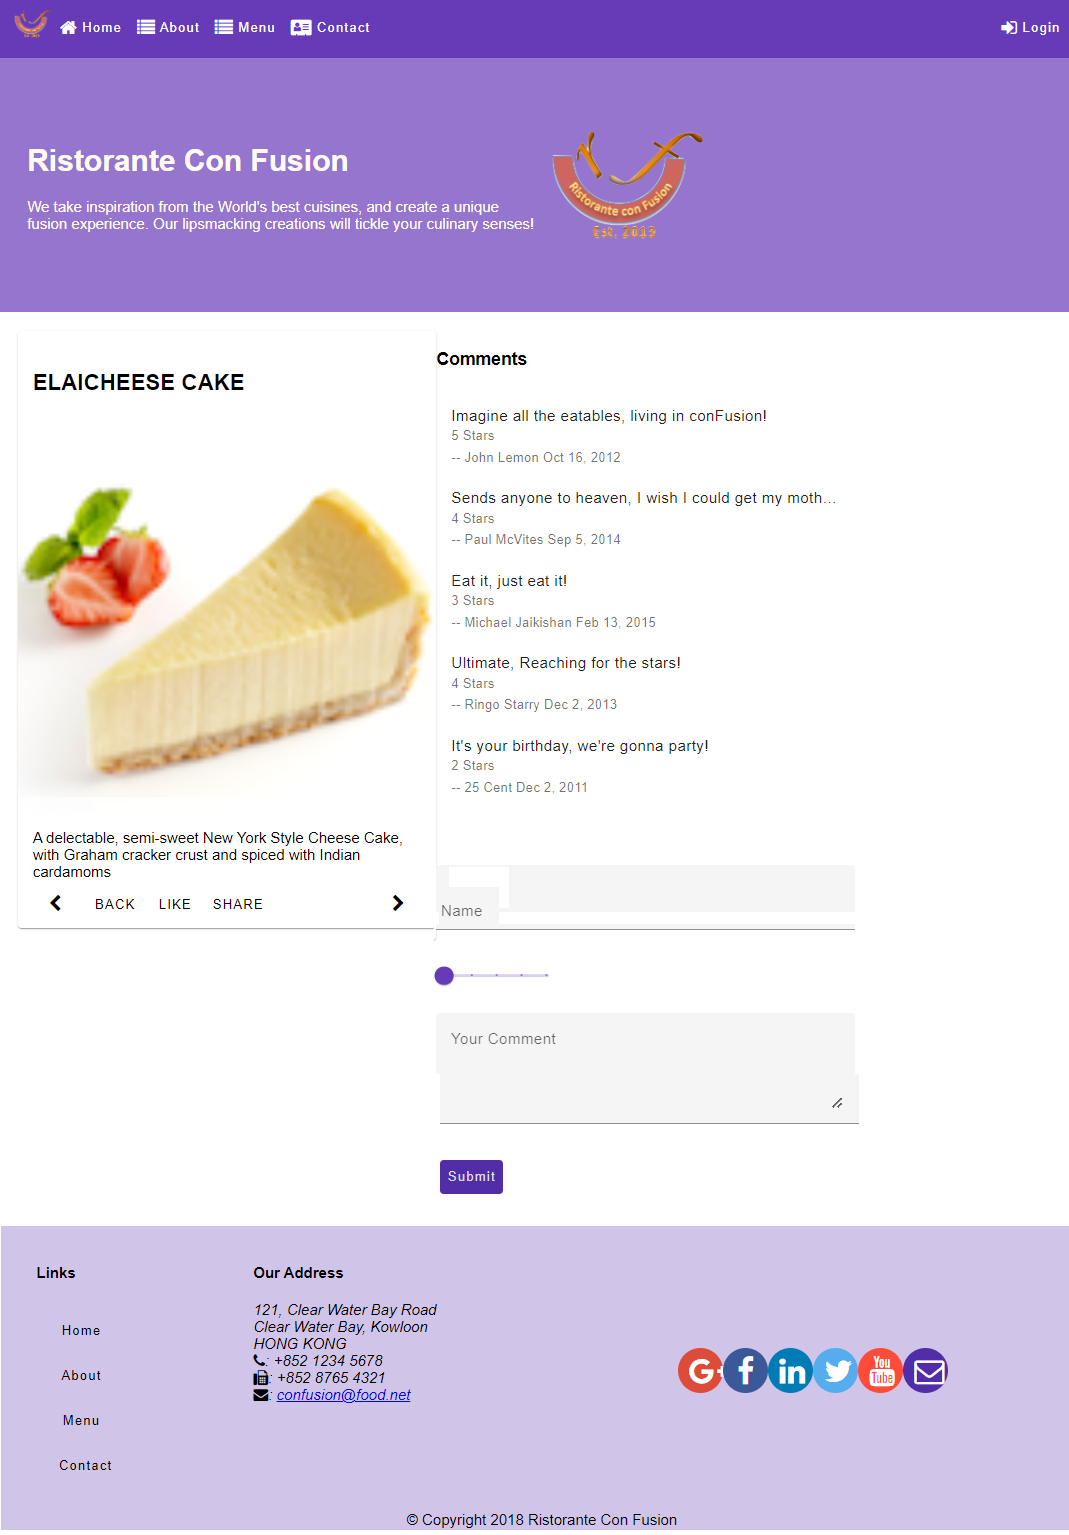 Home About Menu Contact Login
Ristorante Con Fusion
We take inspiration from the World's best cuisines, and create a unique
fusion experience. Our lipsmacking creations will tickle your culinary senses!
Ristorante con Fusion
Est. 2013
ELAICHEESE CAKE
A delectable, semi-sweet New York Style Cheese Cake,
with Graham cracker crust and spiced with Indian
cardamoms
BACK LIKE SHARE
Comments
Imagine all the eatables, living in conFusion!
5 Stars
-- John Lemon Oct 16, 2012
Sends anyone to heaven, I wish I could get my moth...
4 Stars
-- Paul McVites Sep 5, 2014
Eat it, just eat it!
3 Stars
-- Michael Jaikishan Feb 13, 2015
Ultimate, Reaching for the stars!
4 Stars
-- Ringo Starry Dec 2, 2013
It's your birthday, we're gonna party!
2 Stars
-- 25 Cent Dec 2, 2011
Name
Your Comment
Submit
Links
Home
About
Menu
Contact
Our Address
121, Clear Water Bay Road
Clear Water Bay, Kowloon
HONG KONG
: +852 1234 5678
: +852 8765 4321
: confusion@food.net
G+ f in You
Tube
© Copyright 2018 Ristorante Con Fusion